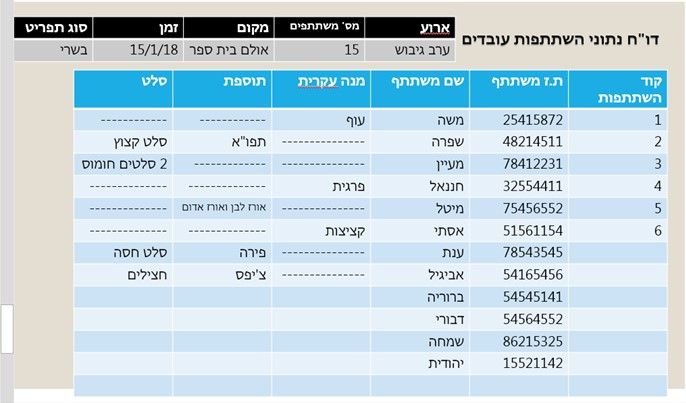 דו"ח נתוני השתתפות עובדים
ארוע מס' משתתפים מקום זמן סוג תפריט
ערב גיבוש 15 אולם בית ספר 15/1/18 בשרי
קוד השתתפות ת.ז משתתף שם משתתף מנה עקרית תוספת סלט
1 25415872 משה עוף ------------ ------------
2 48214511 שפרה --------------- תפו"א סלט קצוץ
3 78412231 מעיין --------------- ------------- 2 סלטים חומוס
4 32554411 חננאל פרגית -------------- --------------
5 75456552 מיטל --------------- אורז לבן ואורז אדום --------------
6 51561154 אסתי קציצות -------------- --------------
78543545 ענת --------------- פירה סלט חסה
54165456 אביגיל --------------- צ'יפס חצילים
54545141 ברוריה
54564552 דבורי
86215325 שמחה
15521142 יהודית